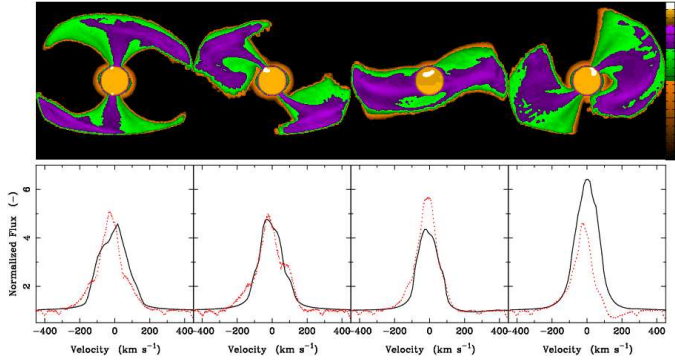 Normalized Flux (-)
6
4
2
-400 -200 0 200 400 -400 -200 0 200 400 -400 -200 0 200 400 -400 -200 0 200 400
Velocity (km s⁻¹) Velocity (km s⁻¹) Velocity (km s⁻¹) Velocity (km s⁻¹)